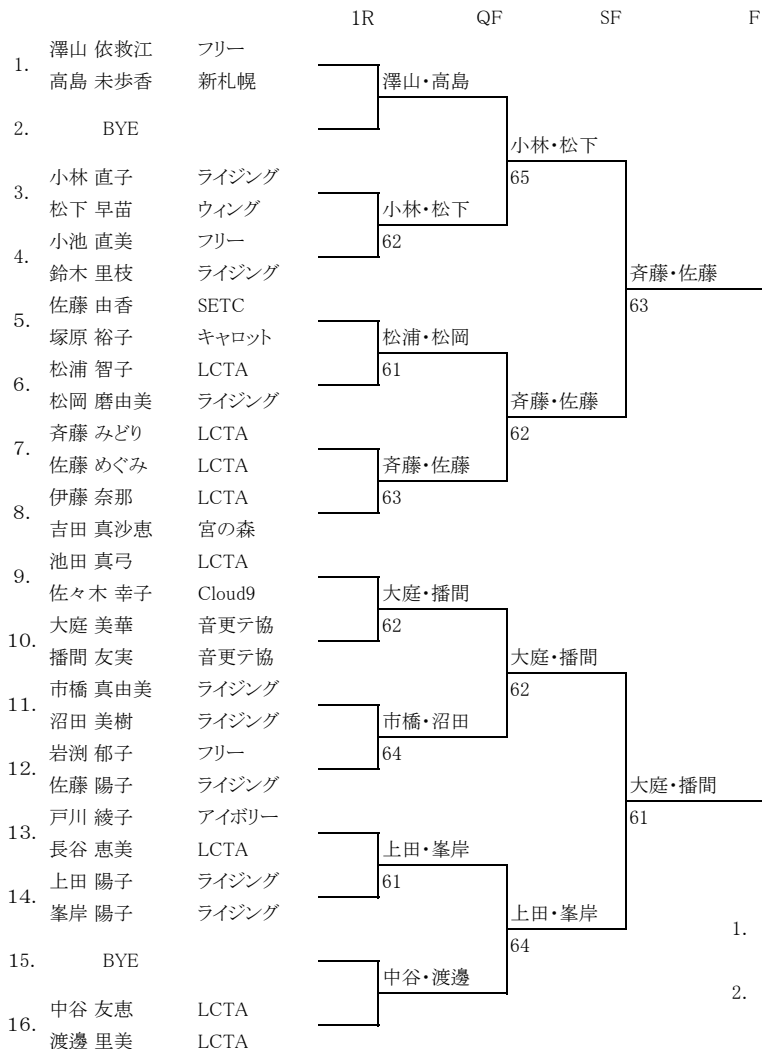 1R QF SF F
澤山 依救江 フリー
1.
高島 未歩香 新札幌 澤山・高島
2. BYE
小林・松下
小林 直子 ライジング 65
3.
松下 早苗 ウィング 小林・松下
小池 直美 フリー 62
4.
鈴木 里枝 ライジング 斉藤・佐藤
佐藤 由香 SETC 63
5.
塚原 裕子 キャロット 松浦・松岡
松浦 智子 LCTA 61
6.
松岡 磨由美 ライジング 斉藤・佐藤
斉藤 みどり LCTA 62
7.
佐藤 めぐみ LCTA 斉藤・佐藤
伊藤 奈那 LCTA 63
8.
吉田 真沙恵 宮の森
池田 真弓 LCTA
9.
佐々木 幸子 Cloud9 大庭・播間
大庭 美華 音更テ協 62
10.
播間 友実 音更テ協 大庭・播間
市橋 真由美 ライジング 62
11.
沼田 美樹 ライジング 市橋・沼田
岩渕 郁子 フリー 64
12.
佐藤 陽子 ライジング 大庭・播間
戸川 綾子 アイボリー 61
13.
長谷 恵美 LCTA 上田・峯岸
上田 陽子 ライジング 61
14.
峯岸 陽子 ライジング 上田・峯岸
1.
64
15. BYE
中谷・渡邊
2.
中谷 友恵 LCTA
16.
渡邊 里美 LCTA